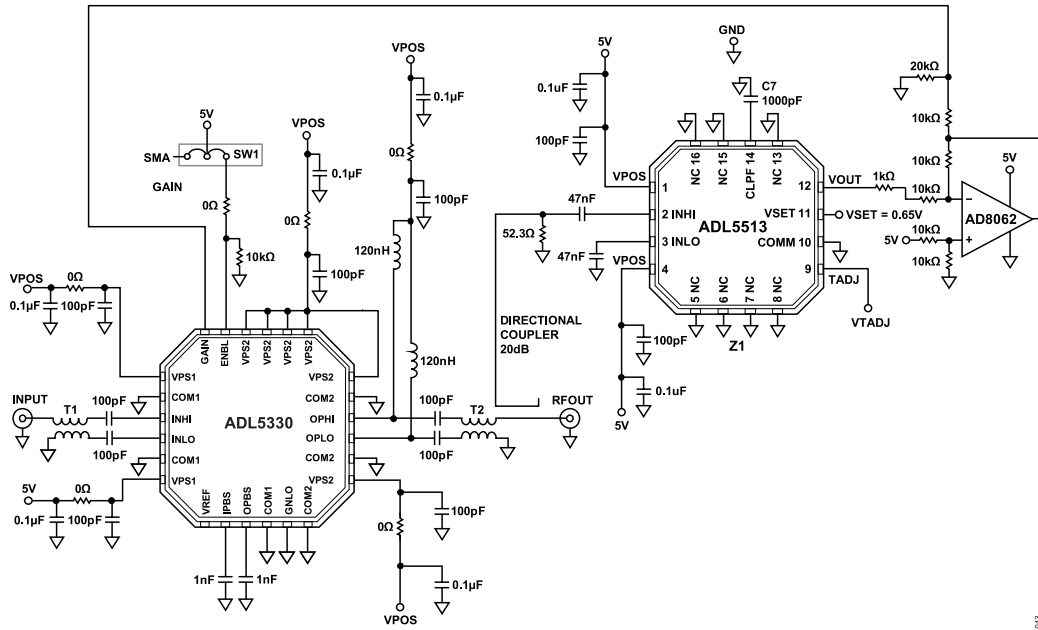 VPOS
0.1µF
0Ω
100pF
120nH
120nH
5V
SMA
SW1
GAIN
0Ω
10kΩ
VPOS
0.1µF
0Ω
100pF
VPOS
0Ω
0.1µF
100pF
INPUT
T1
100pF
100pF
5V
0Ω
0.1µF
100pF
ADL5330
GAIN
ENBL
VPS2
VPS2
VPS2
VPS2
VPS1
COM1
INHI
INLO
COM1
VPS1
VPS2
COM2
OPHI
OPLO
COM2
VPS2
VREF
IPBS
OPBS
COM1
GNLO
COM2
1nF
1nF
100pF
0Ω
0.1µF
VPOS
100pF
100pF
T2
RFOUT
DIRECTIONAL
COUPLER
20dB
52.3Ω
47nF
47nF
5V
0.1uF
100pF
VPOS
GND
C7
1000pF
ADL5513
NC 16
NC 15
CLPF 14
NC 13
1
2 INHI
3 INLO
VPOS
4
5 NC
6 NC
7 NC
8 NC
Z1
12
VSET 11
COMM 10
9
VOUT
VSET = 0.65V
TADJ
VTADJ
100pF
0.1uF
5V
20kΩ
10kΩ
10kΩ
1kΩ
10kΩ
5V
10kΩ
10kΩ
5V
AD8062
−
+